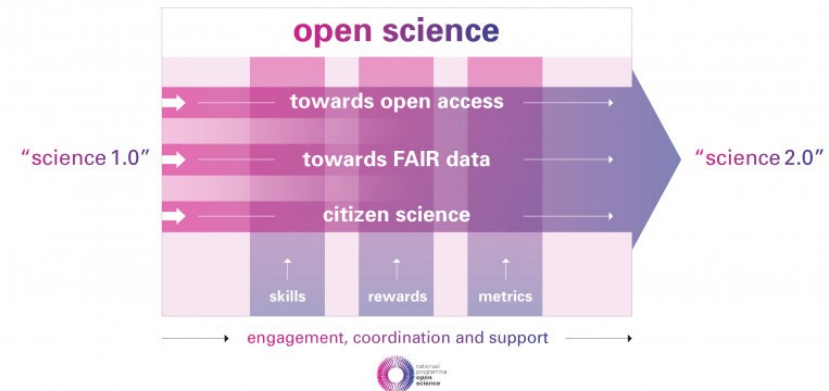 open science
towards open access
"science 1.0"
towards FAIR data
"science 2.0"
citizen science
skills
rewards
metrics
engagement, coordination and support
national
programme
open
science